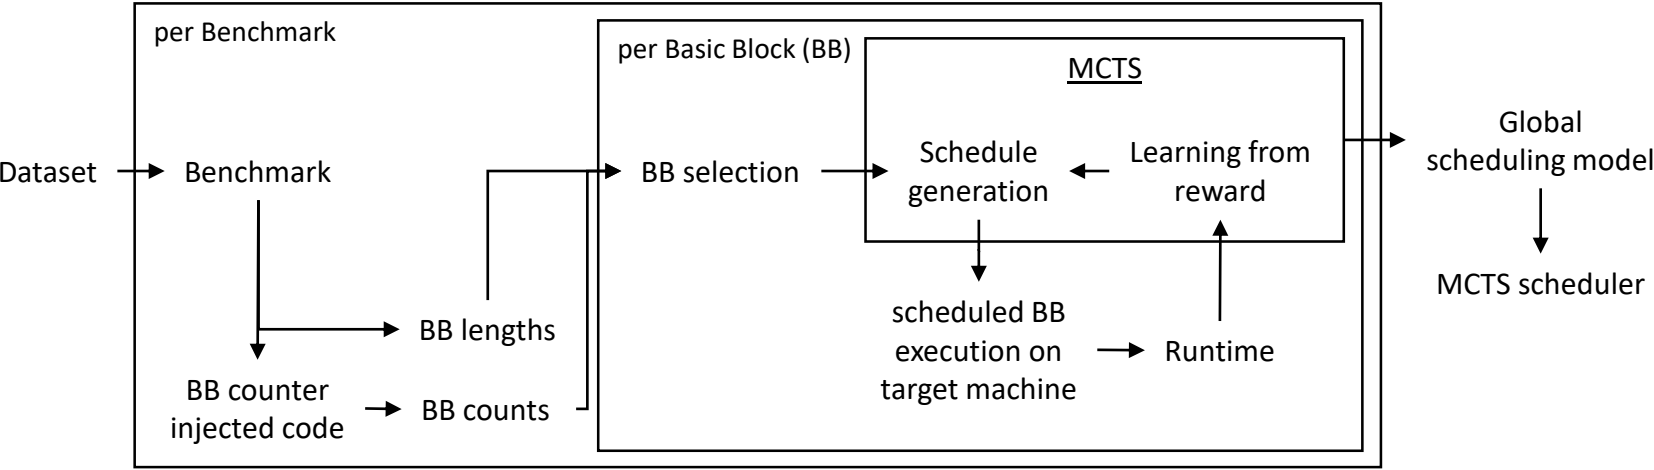 per Benchmark
per Basic Block (BB)
MCTS
Dataset
Benchmark
BB selection
Schedule
generation
Learning from
reward
Global
scheduling model
MCTS scheduler
BB lengths
BB counter
injected code
BB counts
scheduled BB
execution on
target machine
Runtime